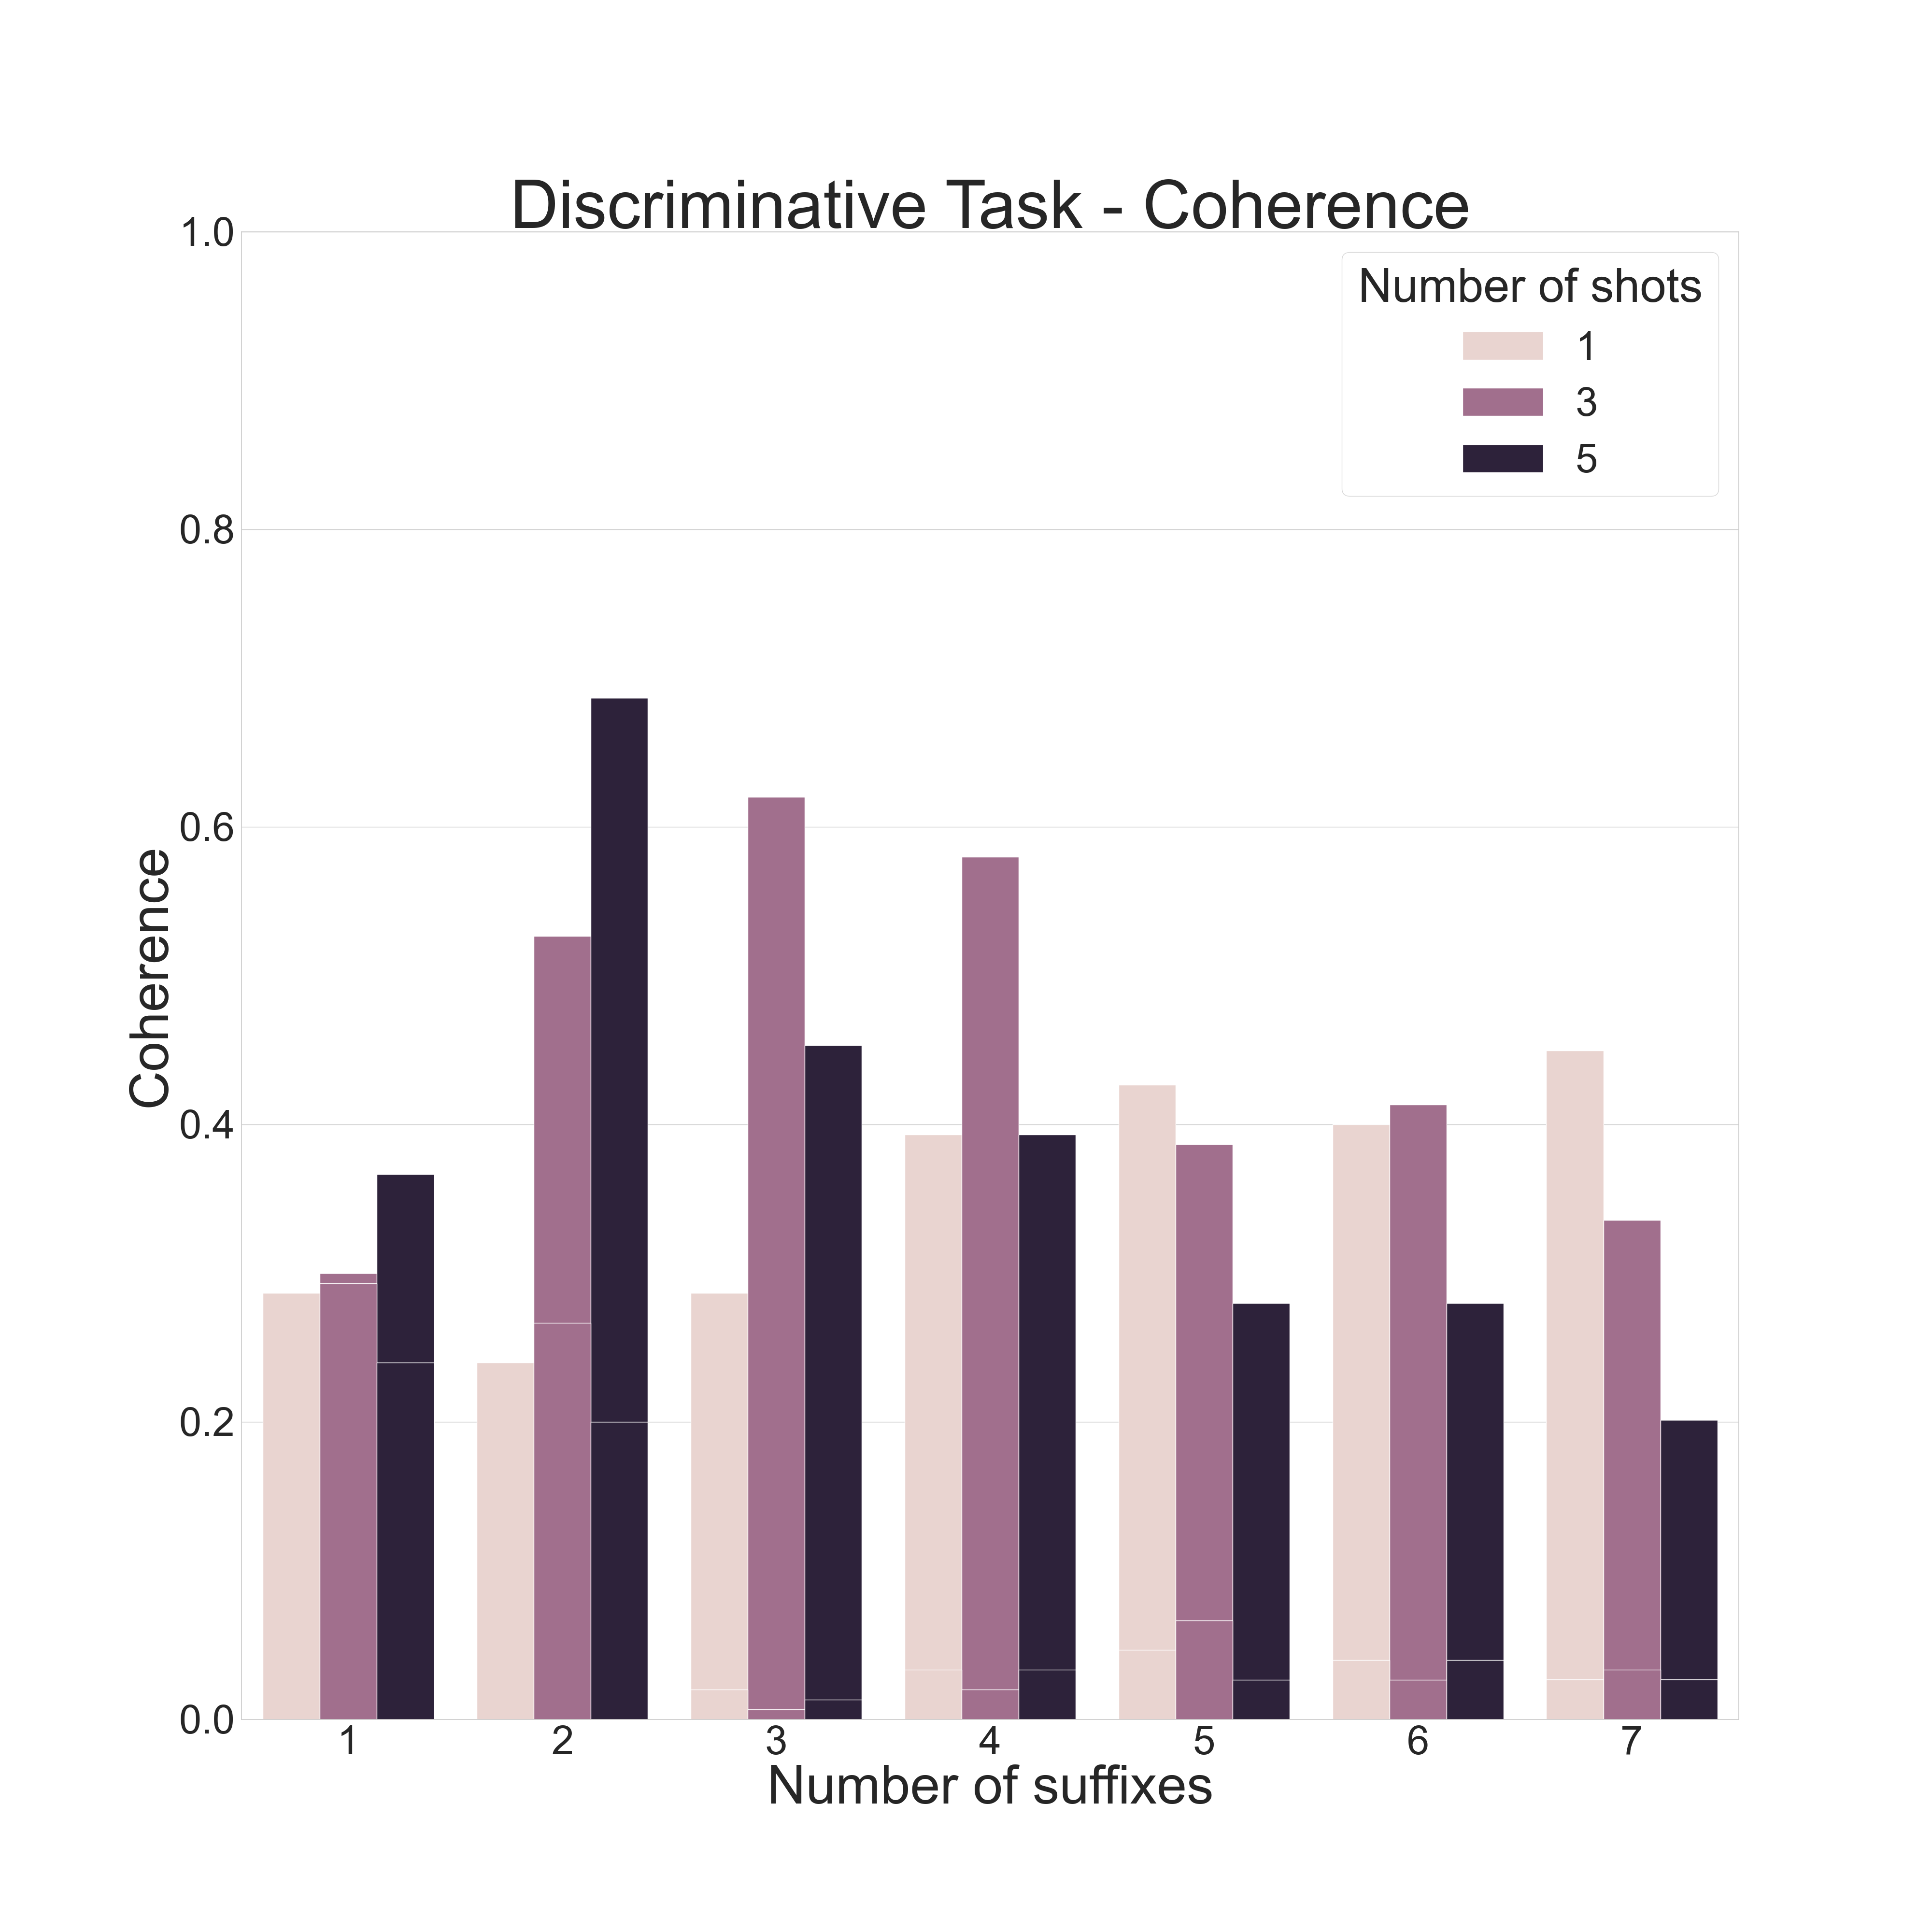 Discriminative Task - Coherence
1.0
0.8
0.6
0.4
0.2
0.0
Coherence
Number of shots
1
3
5
1 2 3 4 5 6 7
Number of suffixes